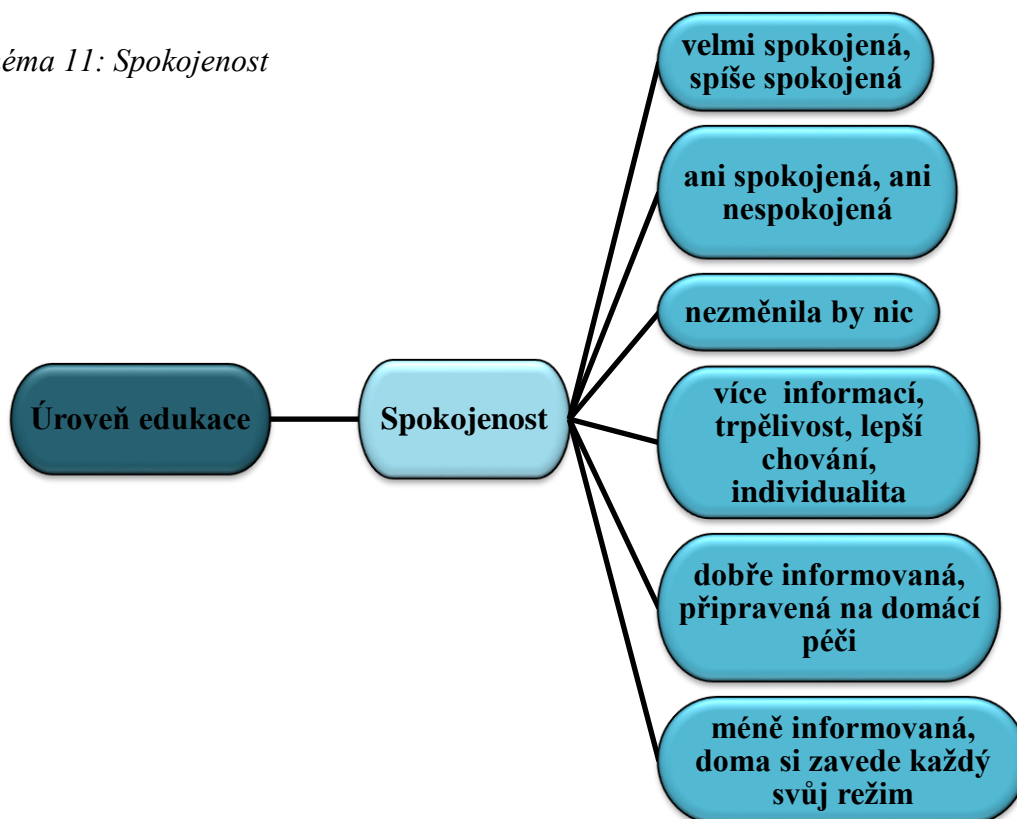 éma 11: Spokojenost
velmi spokojená,
spíše spokojená
ani spokojená, ani
nespokojená
nezměnila by nic
Úroveň edukace
Spokojenost
více informací,
trpělivost, lepší
chování,
individualita
dobře informovaná,
připravená na domácí
péči
méně informovaná,
doma si zavede každý
svůj režim